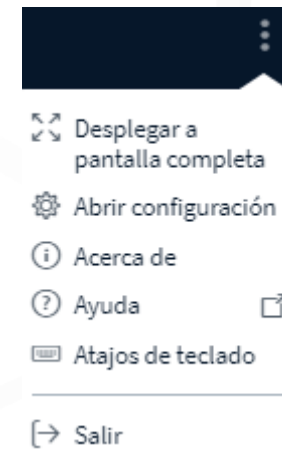 Desplegar a
pantalla completa
Abrir configuración
Acerca de
Ayuda
Atajos de teclado
Salir